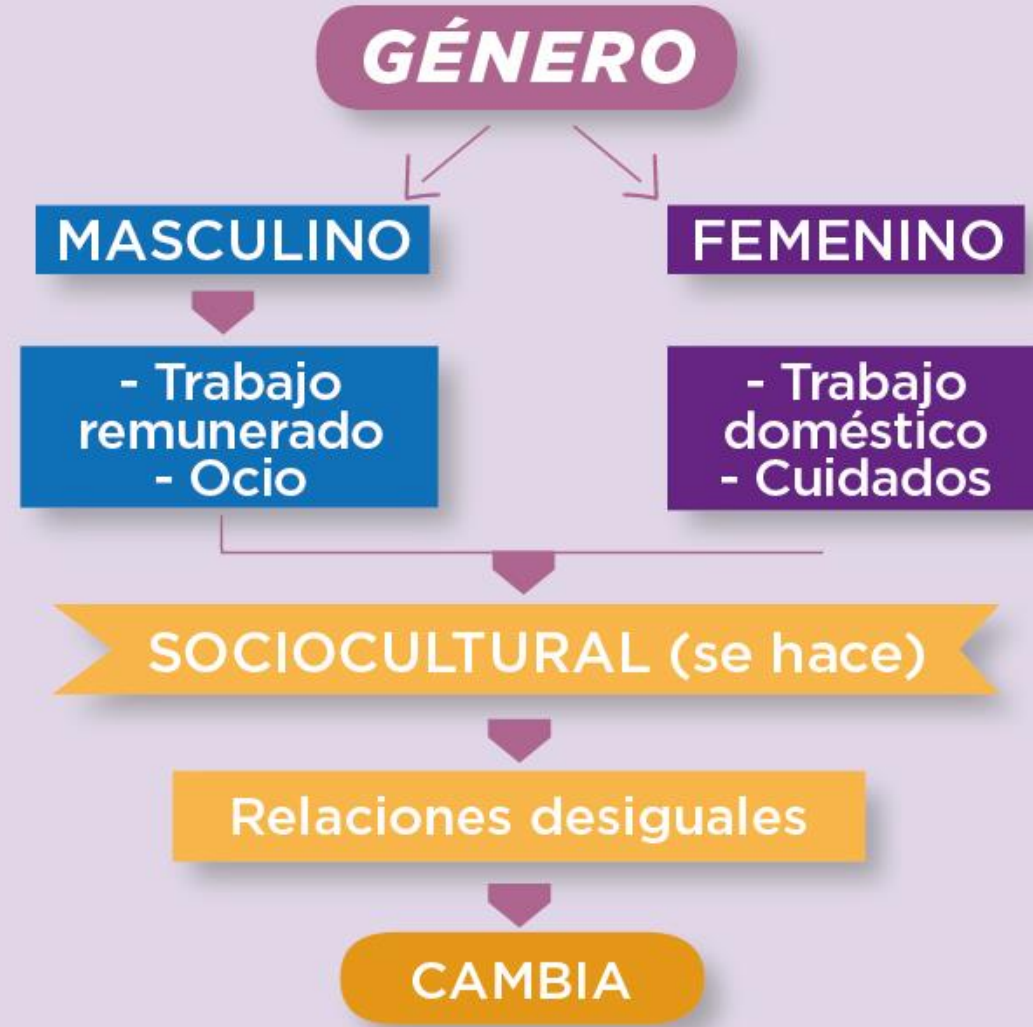 GÉNERO
MASCULINO
FEMENINO
- Trabajo
remunerado
- Ocio
- Trabajo
doméstico
- Cuidados
SOCIOCULTURAL (se hace)
Relaciones desiguales
CAMBIA